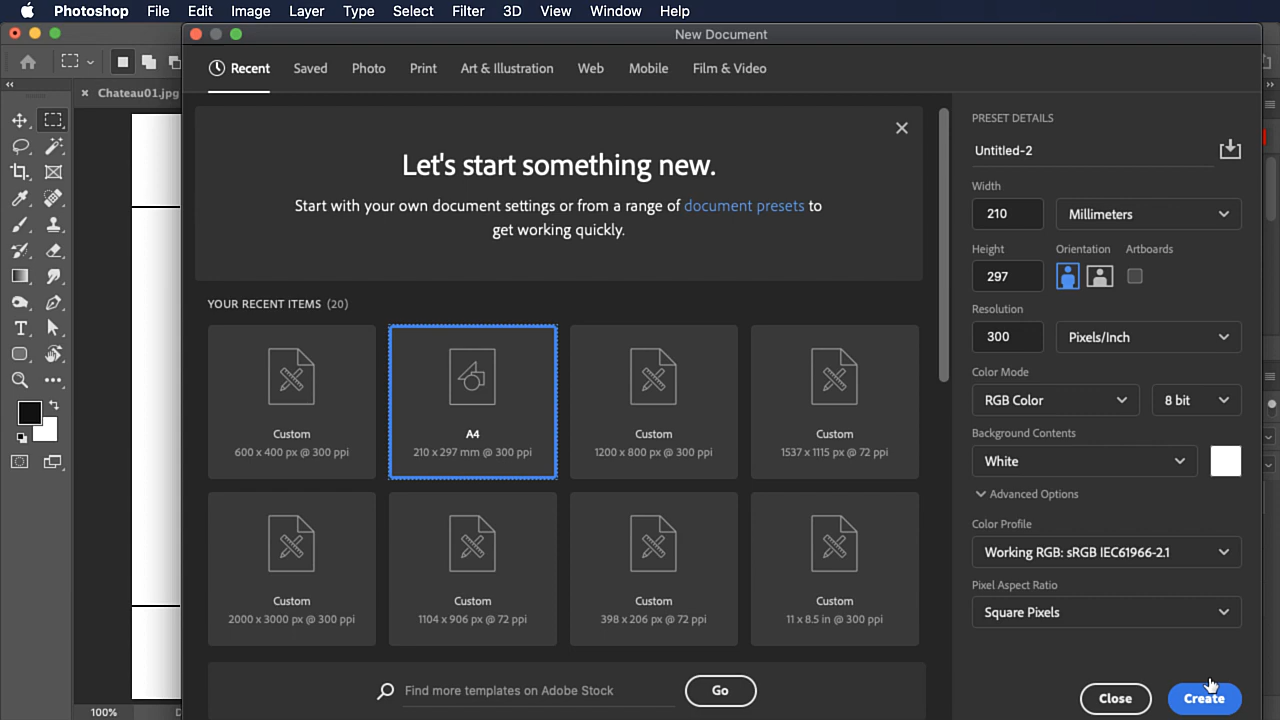 Photoshop File Edit Image Layer Type Select Filter 3D View Window Help
New Document
Recent Saved Photo Print Art & Illustration Web Mobile Film & Video
Chateau01.jpg
Let's start something new.
Start with your own document settings or from a range of document presets to
get working quickly.
YOUR RECENT ITEMS (20)
Custom
600 x 400 px @ 300 ppi
A4
210 x 297 mm @ 300 ppi
Custom
1200 x 800 px @ 300 ppi
Custom
1537 x 1115 px @ 72 ppi
Custom
2000 x 3000 px @ 300 ppi
Custom
1104 x 906 px @ 72 ppi
Custom
398 x 206 px @ 72 ppi
Custom
11 x 8.5 in @ 300 ppi
Find more templates on Adobe Stock
Go
PRESET DETAILS
Untitled-2
Width
210 Millimeters
Height Orientation Artboards
297
Resolution
300 Pixels/Inch
Color Mode
RGB Color 8 bit
Background Contents
White
Advanced Options
Color Profile
Working RGB: sRGB IEC61966-2.1
Pixel Aspect Ratio
Square Pixels
Close Create
100%